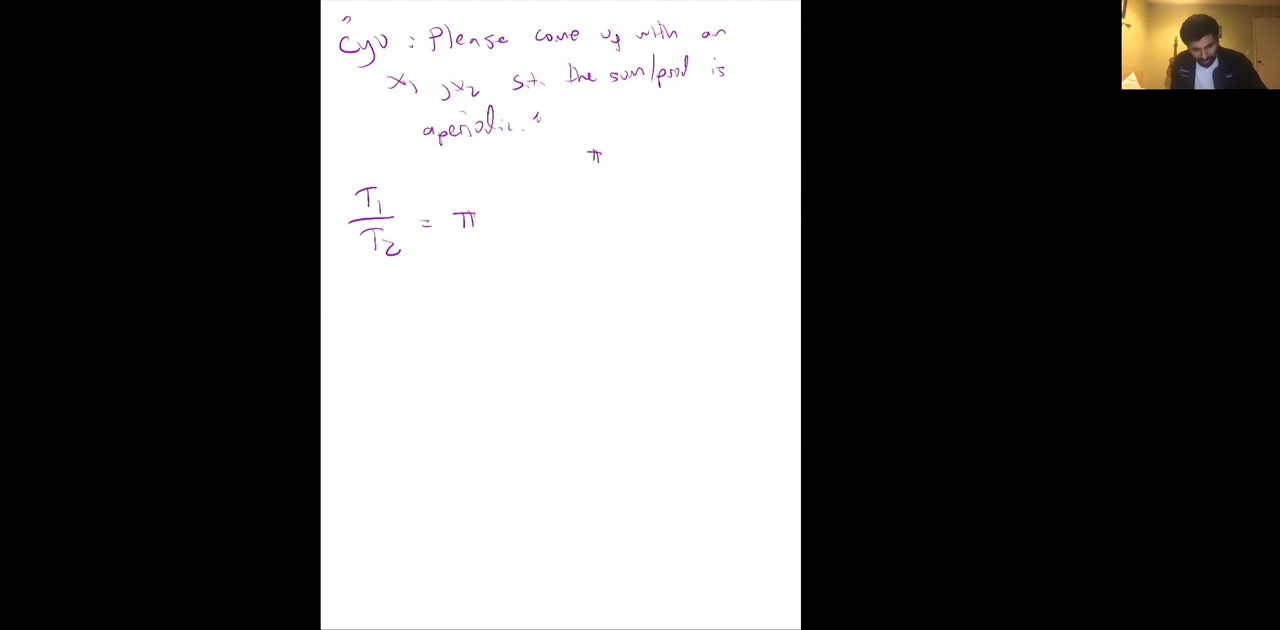 Cyu : Please come up with an
x₁ , x₂ s.t. the sum/prod is
aperiodic.
π
T₁
/
T₂ = π